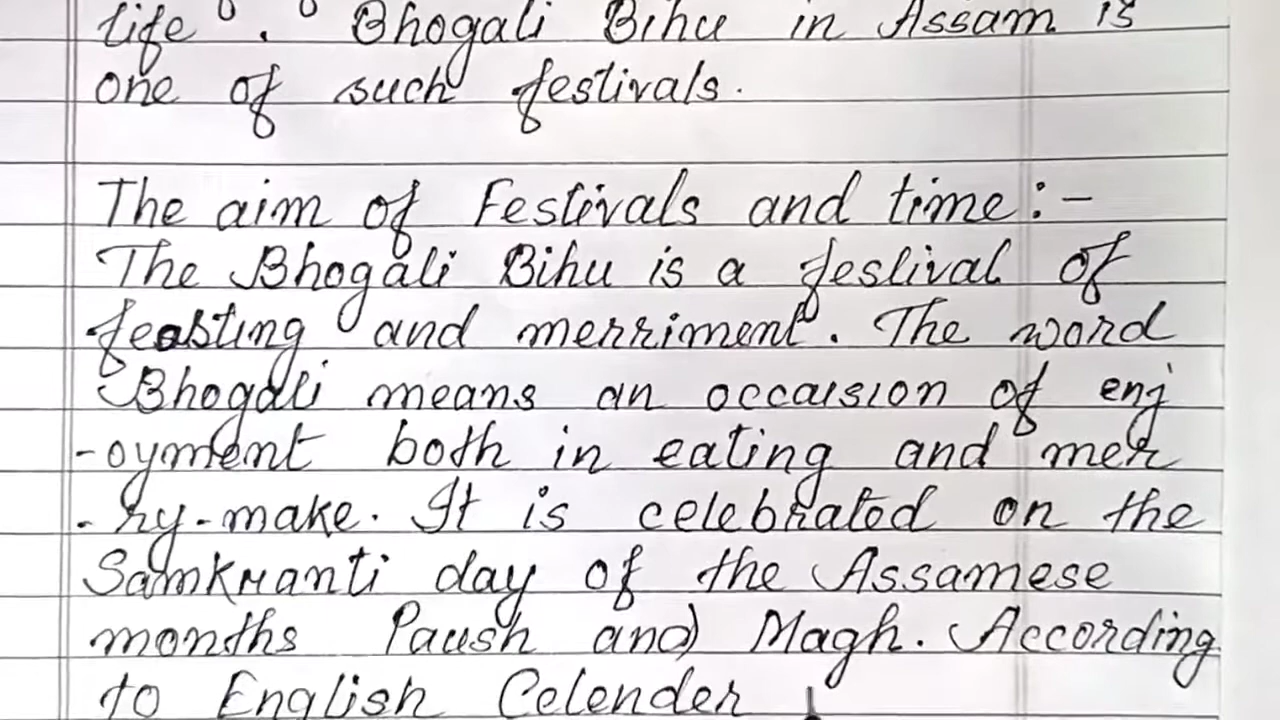 life . Bhogali Bihu in Assam is
one of such festivals.
The aim of Festivals and time:-
The Bhogali Bihu is a festival of
feasting and merriment. The word
Bhogali means an occaision of enj
-oyment both in eating and mer
-ry-make. It is celebrated on the
Samkranti day of the Assamese
months Paush and Magh. According
to English Celender